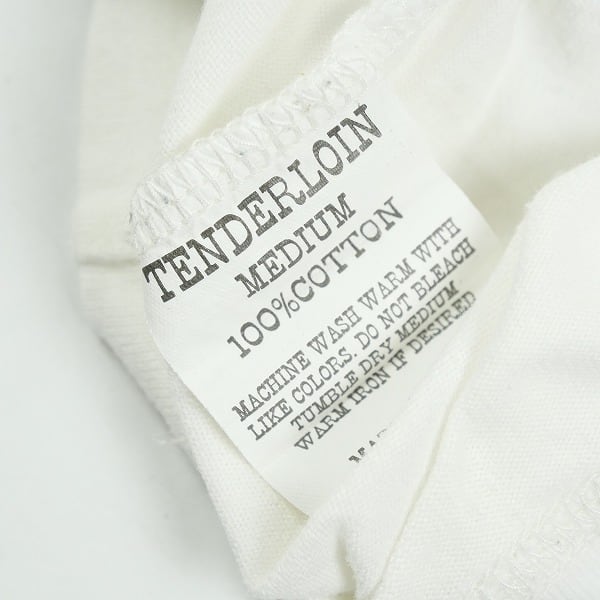 TENDERLOIN
MEDIUM
100%COTTON
MACHINE WASH WARM WITH
LIKE COLORS. DO NOT BLEACH
TUMBLE DRY MEDIUM
WARM IRON IF DESIRED